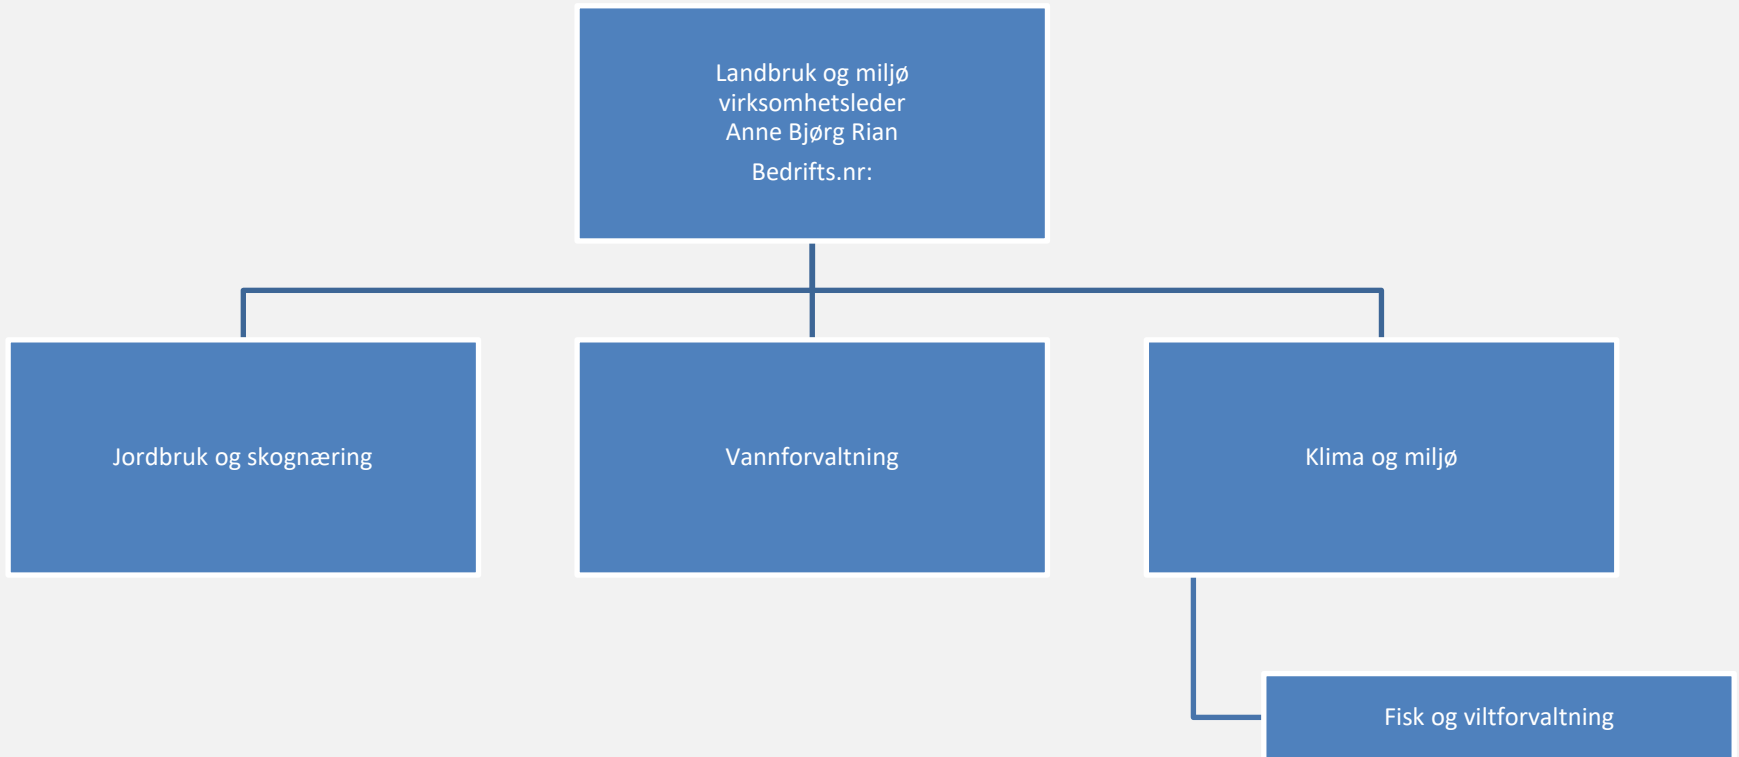 Landbruk og miljø
virksomhetsleder
Anne Bjørg Rian
Bedrifts.nr:
Jordbruk og skognæring
Vannforvaltning
Klima og miljø
Fisk og viltforvaltning